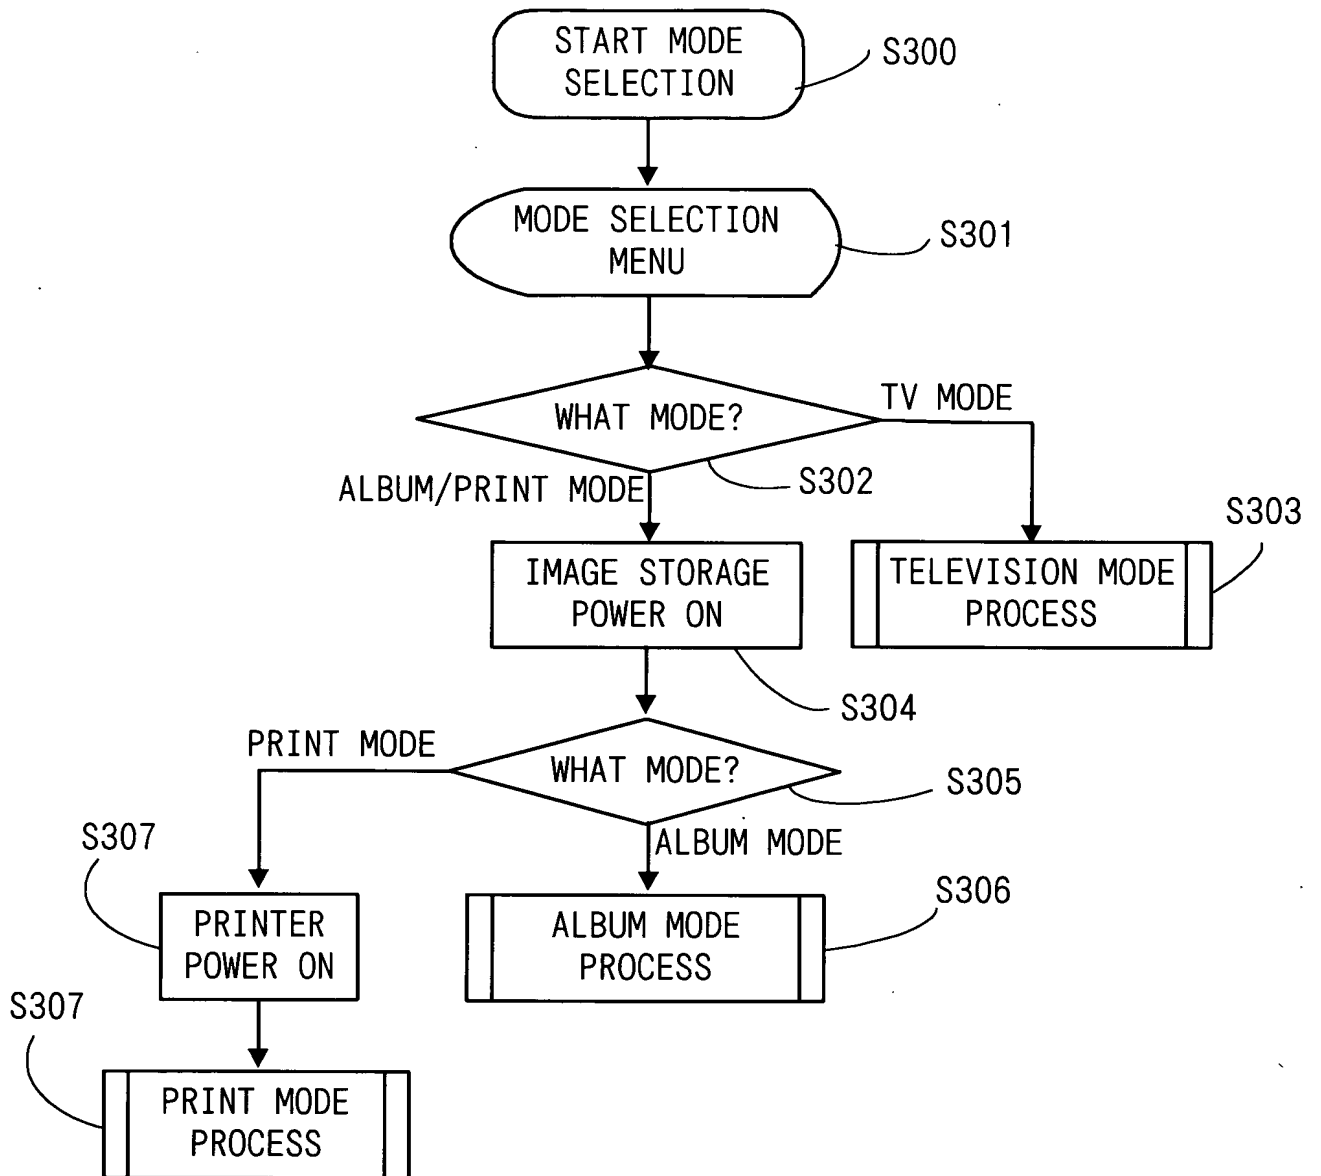 START MODE
SELECTION
S300
MODE SELECTION
MENU
S301
WHAT MODE?
TV MODE
S302
ALBUM/PRINT MODE
S303
IMAGE STORAGE
POWER ON
TELEVISION MODE
PROCESS
S304
PRINT MODE
WHAT MODE?
S305
ALBUM MODE
S307
PRINTER
POWER ON
ALBUM MODE
PROCESS
S306
S307
PRINT MODE
PROCESS